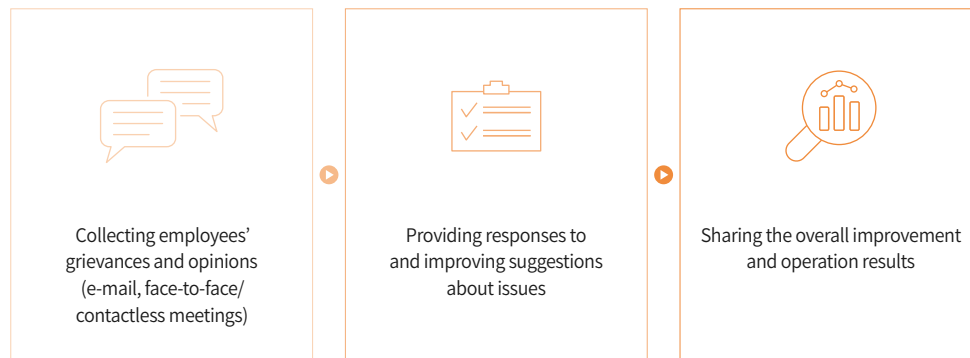 Collecting employees’
grievances and opinions
(e-mail, face-to-face/
contactless meetings)
Providing responses to
and improving suggestions
about issues
Sharing the overall improvement
and operation results